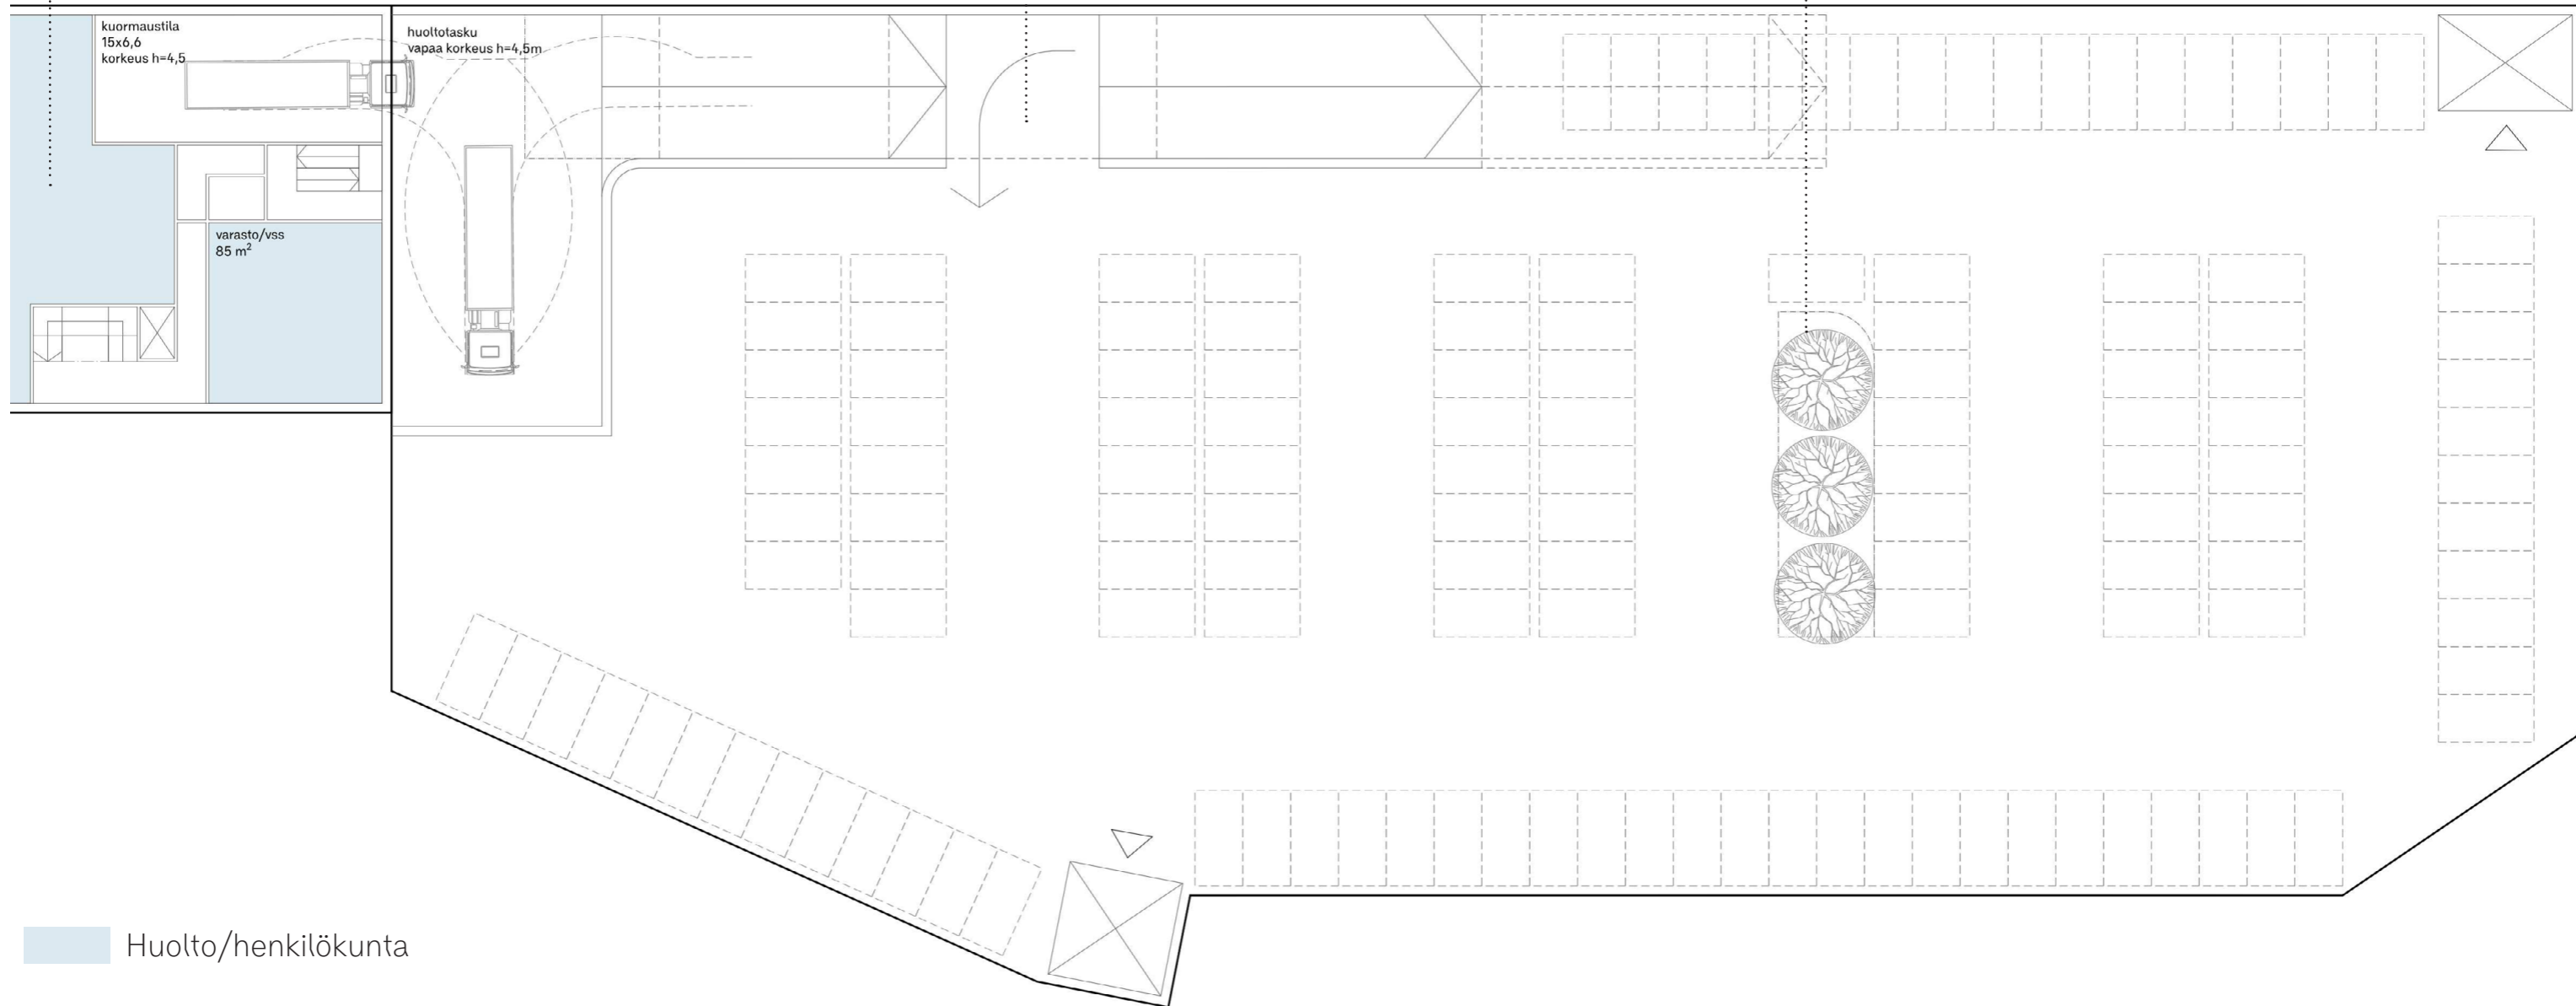 kuormaustila
15x6,6
korkeus h=4,5
huoltotasku
vapaa korkeus h=4,5m
varasto/vss
85 m²
Huolto/henkilökunta